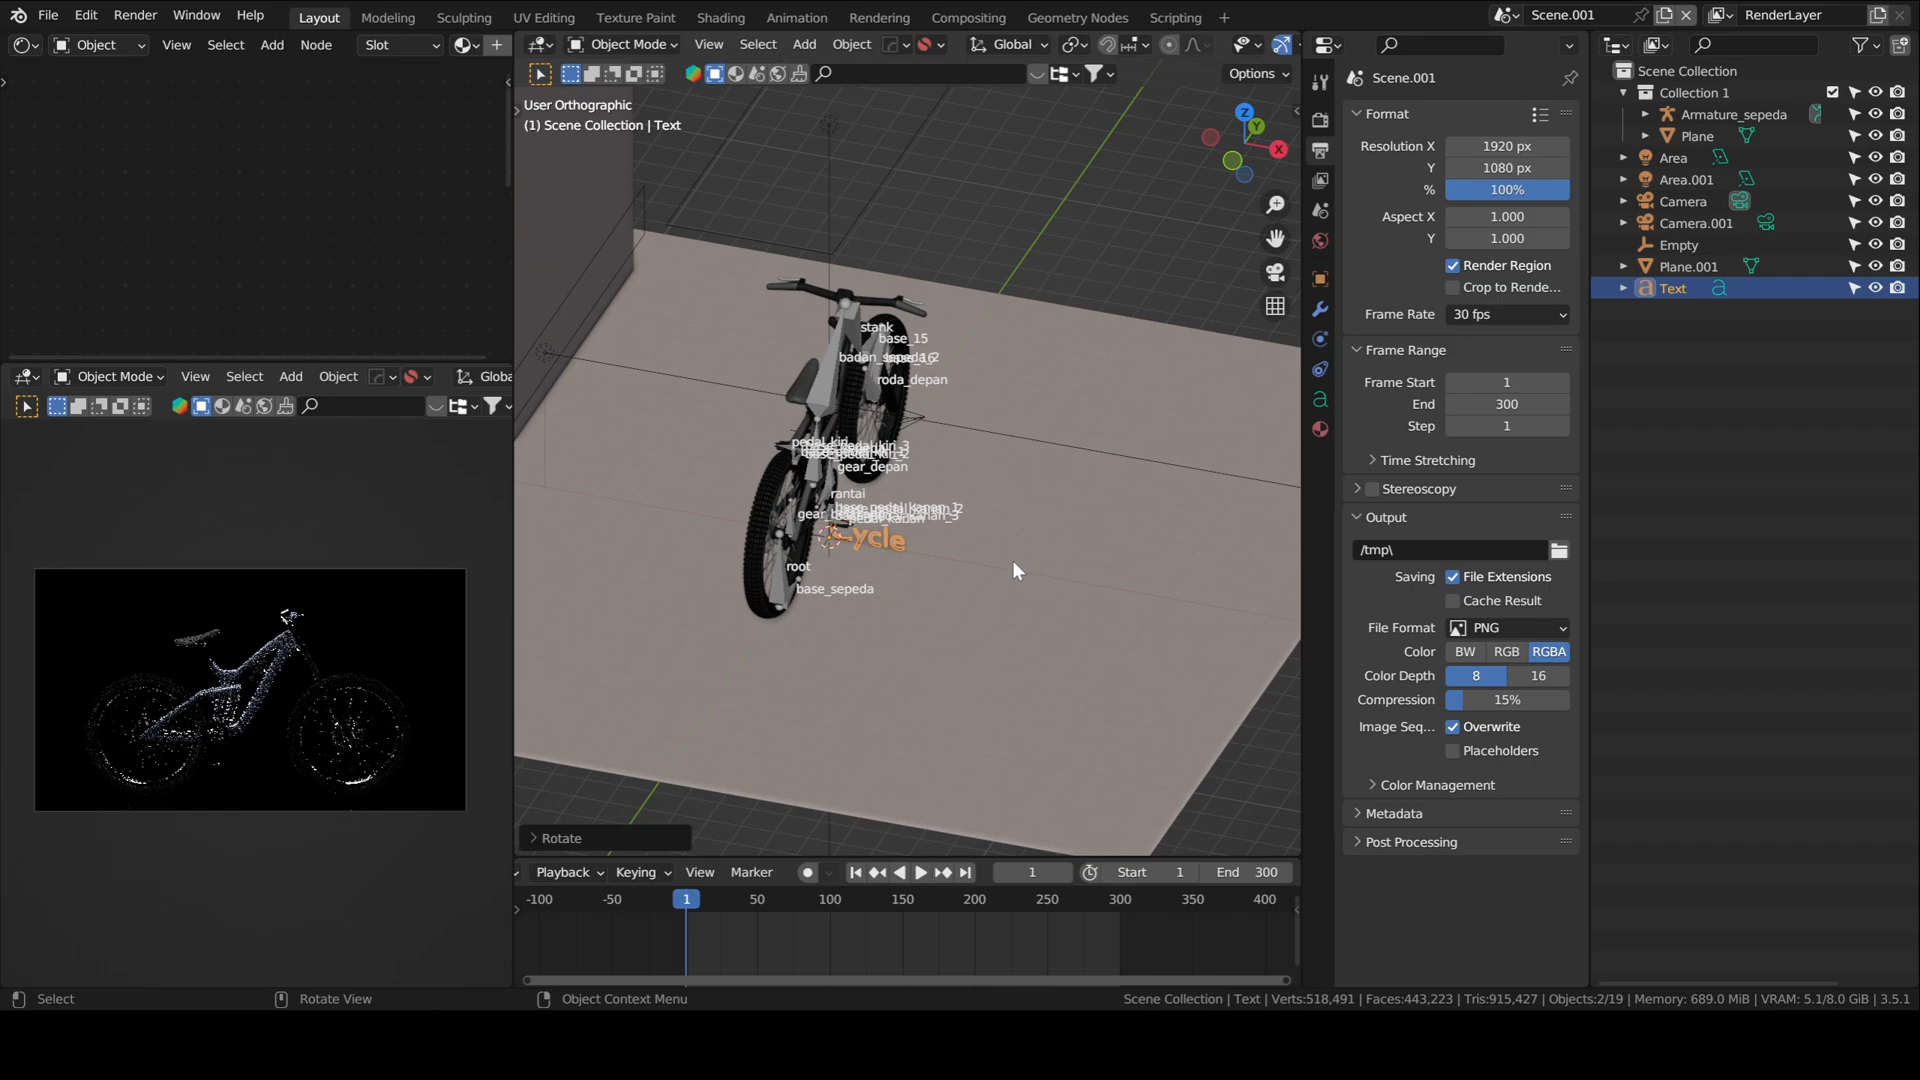 File Edit Render Window Help Layout Modeling Sculpting UV Editing Texture Paint Shading Animation Rendering Compositing Geometry Nodes Scripting + Scene.001 RenderLayer
Object View Select Add Node Slot
Object Mode View Select Add Object Global
Options
User Orthographic
(1) Scene Collection | Text
Z
Y
X
stank
base_15
roda_depan
gear_depan
rantai
ycle
root
base_sepeda
Rotate
Object Mode View Select Add Object Globa
Playback Keying View Marker 1 Start 1 End 300
-100 -50 1 50 100 150 200 250 300 350 400
Scene.001
Format
Resolution X 1920 px
Y 1080 px
% 100%
Aspect X 1.000
Y 1.000
Render Region
Crop to Rende...
Frame Rate 30 fps
Frame Range
Frame Start 1
End 300
Step 1
Time Stretching
Stereoscopy
Output
/tmp\
Saving File Extensions
Cache Result
File Format PNG
Color BW RGB RGBA
Color Depth 8 16
Compression 15%
Image Seq... Overwrite
Placeholders
Color Management
Metadata
Post Processing
Scene Collection
Collection 1
Armature_sepeda
Plane
Area
Area.001
Camera
Camera.001
Empty
Plane.001
Text
Select Rotate View Object Context Menu
Scene Collection | Text | Verts:518,491 | Faces:443,223 | Tris:915,427 | Objects:2/19 | Memory: 689.0 MiB | VRAM: 5.1/8.0 GiB | 3.5.1